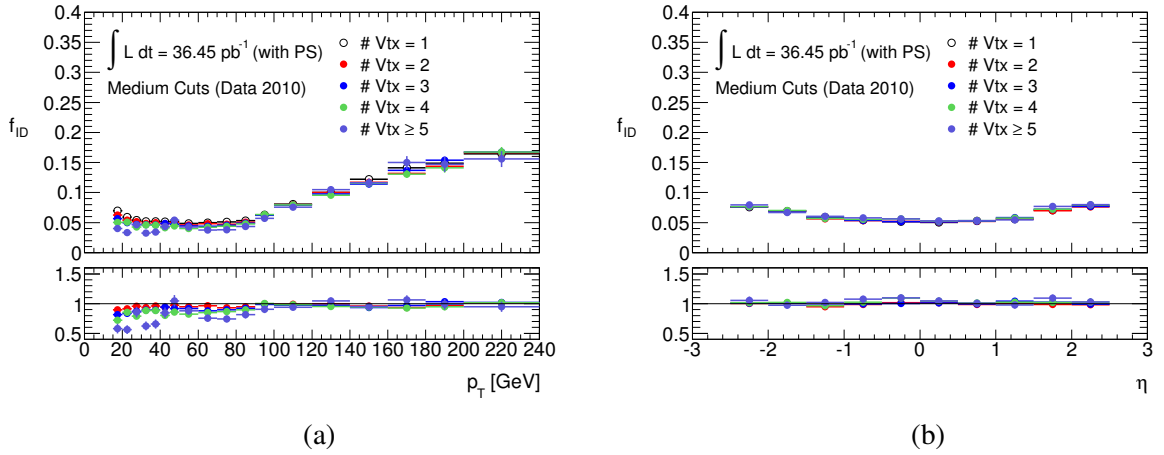 0.4
0.35
0.3
0.25
f_ID
0.2
0.15
0.1
0.05
0
∫ L dt = 36.45 pb⁻¹ (with PS)
Medium Cuts (Data 2010)
# Vtx = 1
# Vtx = 2
# Vtx = 3
# Vtx = 4
# Vtx ≥ 5
1.5
1
0.5
0 20 40 60 80 100 120 140 160 180 200 220 240
p_T [GeV]
(a)
0.4
0.35
0.3
0.25
f_ID
0.2
0.15
0.1
0.05
0
∫ L dt = 36.45 pb⁻¹ (with PS)
Medium Cuts (Data 2010)
# Vtx = 1
# Vtx = 2
# Vtx = 3
# Vtx = 4
# Vtx ≥ 5
1.5
1
0.5
-3 -2 -1 0 1 2 3
η
(b)